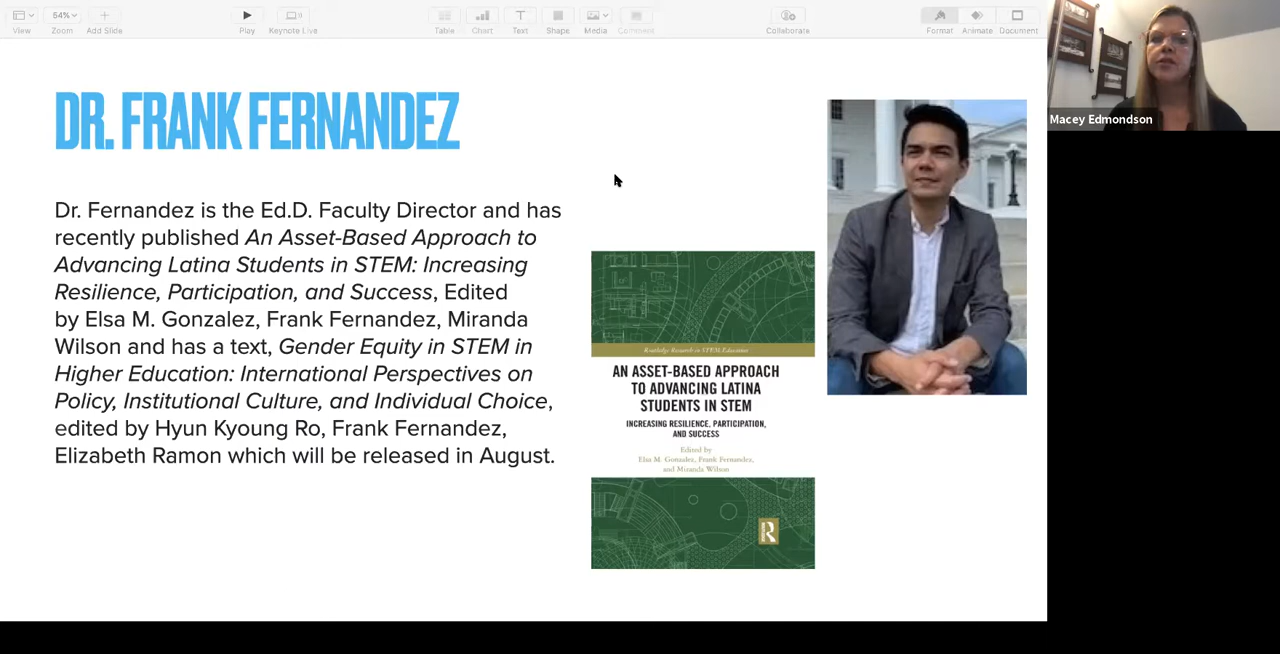 View
54%
Zoom
Add Slide
Play
Keynote Live
Table
Chart
Text
Shape
Media
Comment
Collaborate
Format
Animate
Document
Macey Edmondson
DR. FRANK FERNANDEZ
Dr. Fernandez is the Ed.D. Faculty Director and has
recently published An Asset-Based Approach to
Advancing Latina Students in STEM: Increasing
Resilience, Participation, and Success, Edited
by Elsa M. Gonzalez, Frank Fernandez, Miranda
Wilson and has a text, Gender Equity in STEM in
Higher Education: International Perspectives on
Policy, Institutional Culture, and Individual Choice,
edited by Hyun Kyoung Ro, Frank Fernandez,
Elizabeth Ramon which will be released in August.
Routledge Research in STEM Education
AN ASSET-BASED APPROACH
TO ADVANCING LATINA
STUDENTS IN STEM
INCREASING RESILIENCE, PARTICIPATION,
AND SUCCESS
Edited by
Elsa M. Gonzalez, Frank Fernandez,
and Miranda Wilson
R